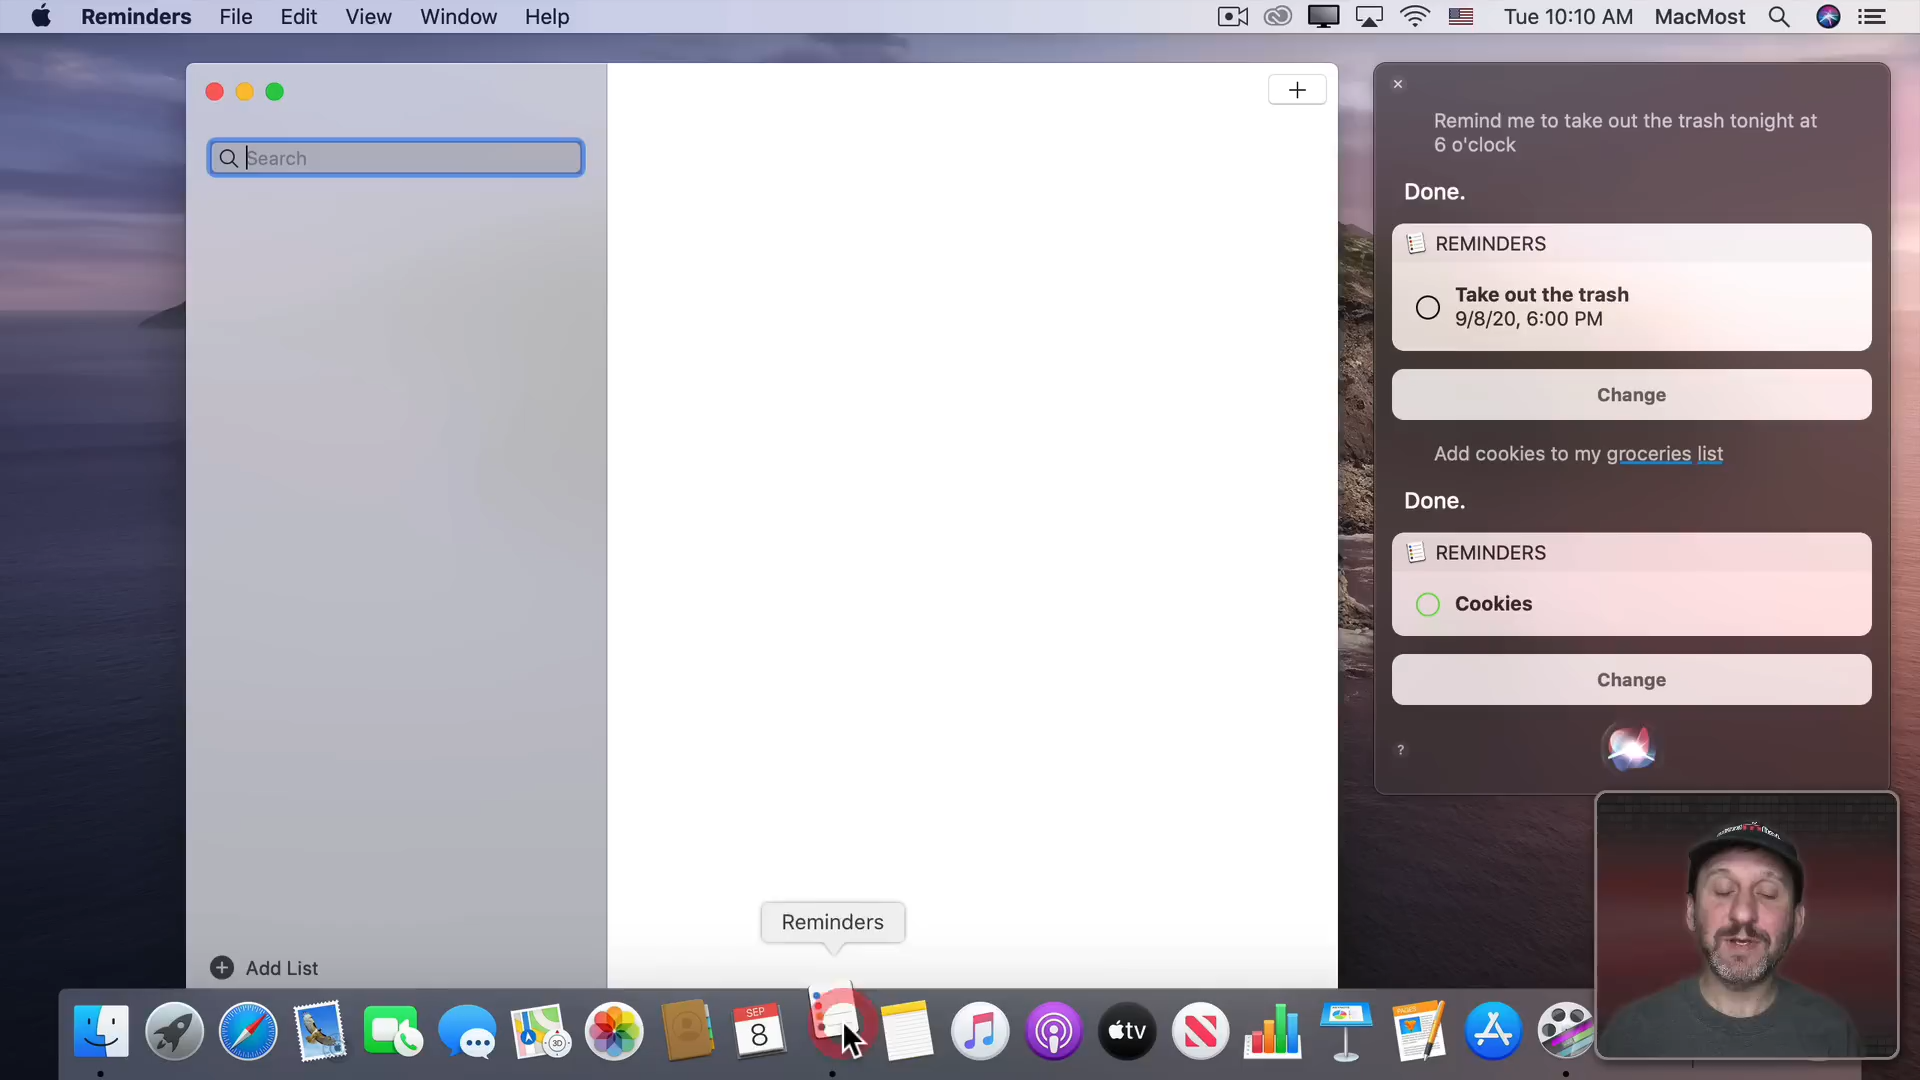 Reminders File Edit View Window Help
Tue 10:10 AM MacMost
Search
+
Remind me to take out the trash tonight at
6 o'clock
Done.
REMINDERS
Take out the trash
9/8/20, 6:00 PM
Change
Add cookies to my groceries list
Done.
REMINDERS
Cookies
Change
?
Reminders
Add List
SEP
8
3D
tv